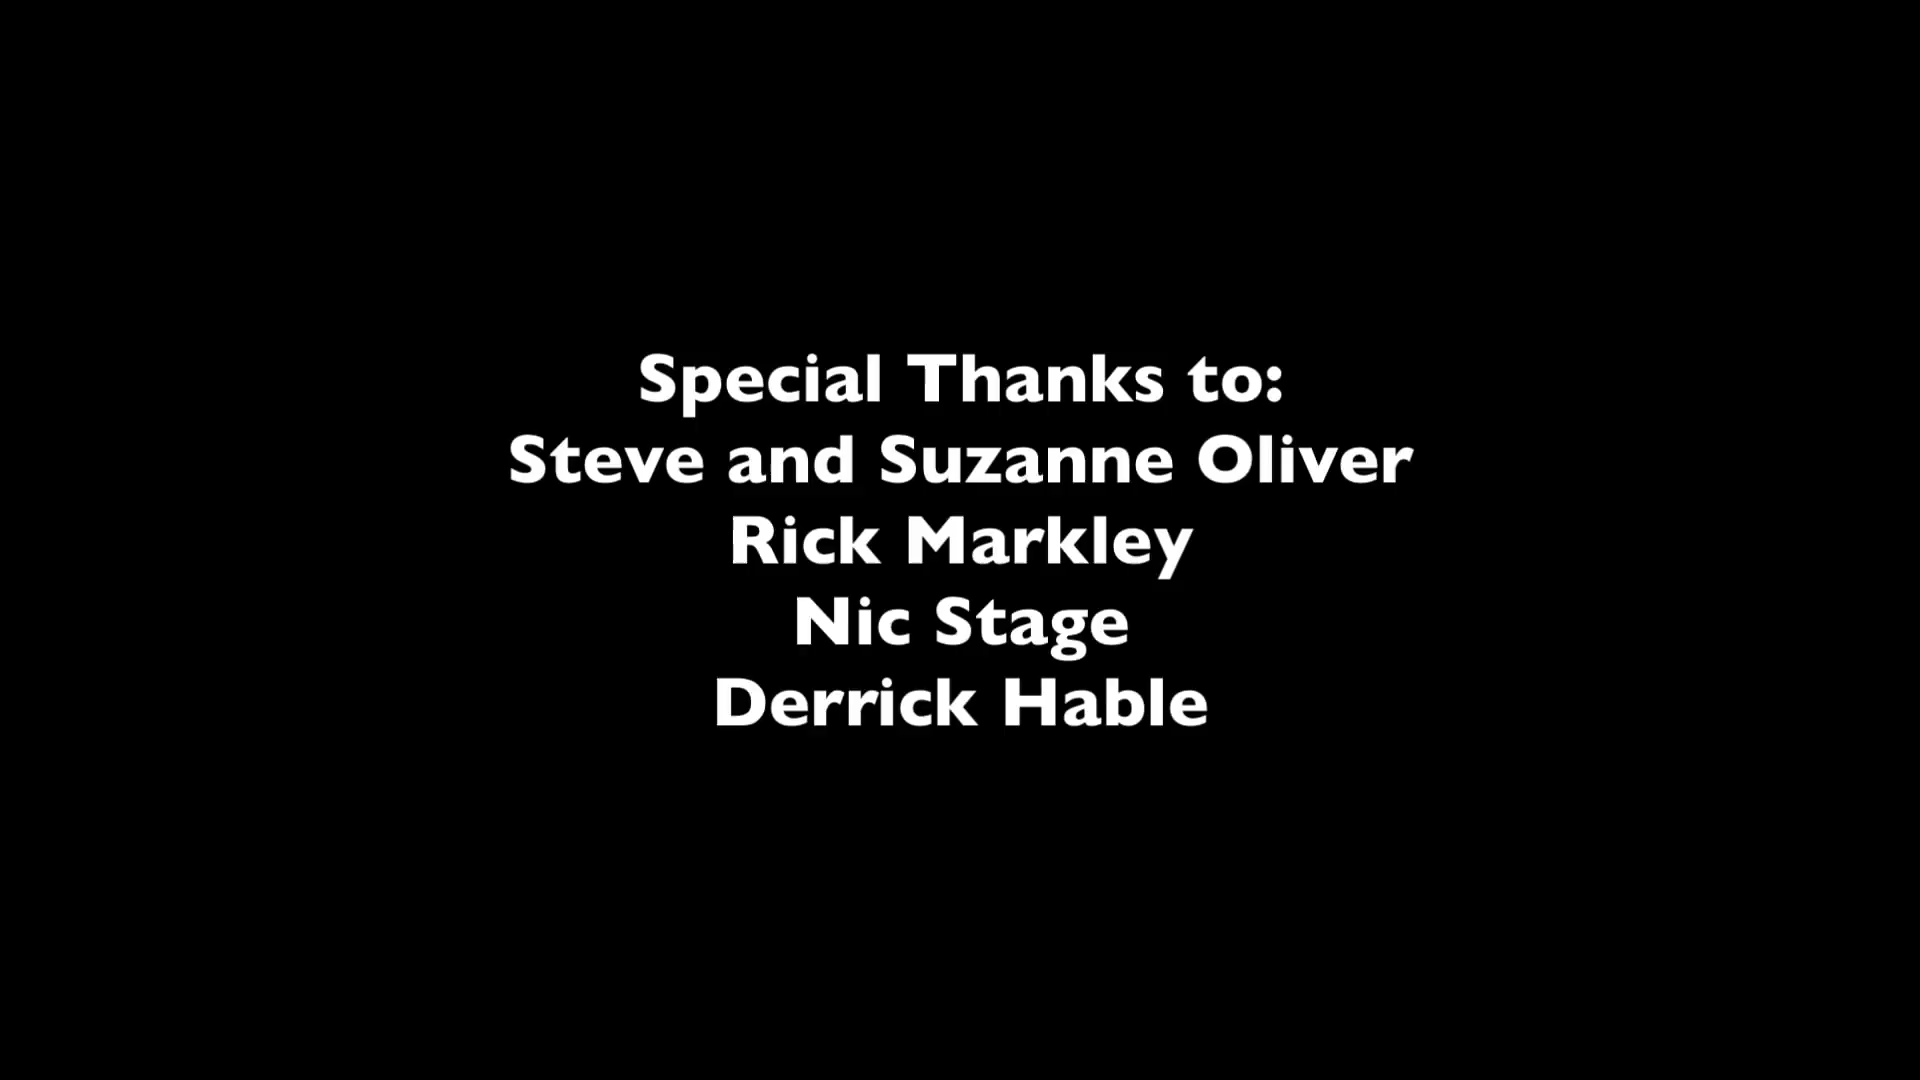 Special Thanks to:
Steve and Suzanne Oliver
Rick Markley
Nic Stage
Derrick Hable